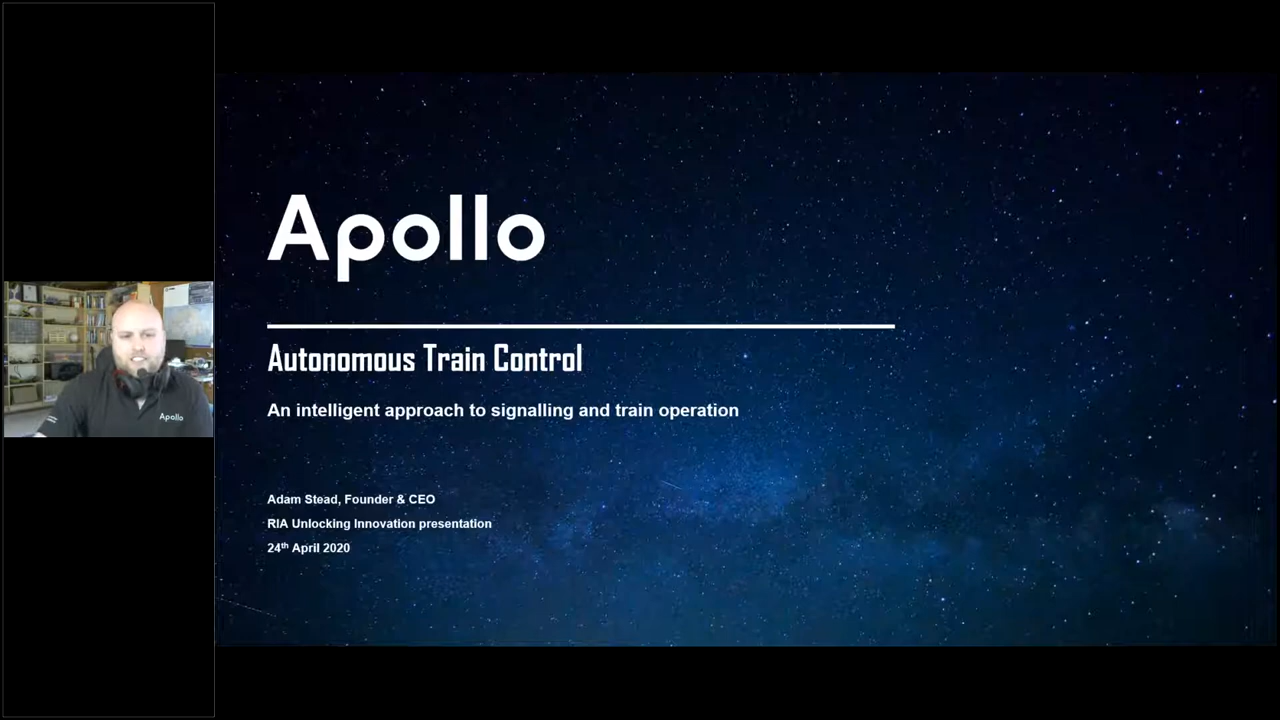 Apollo
Autonomous Train Control
An intelligent approach to signalling and train operation
Adam Stead, Founder & CEO
RIA Unlocking Innovation presentation
24th April 2020
Apollo